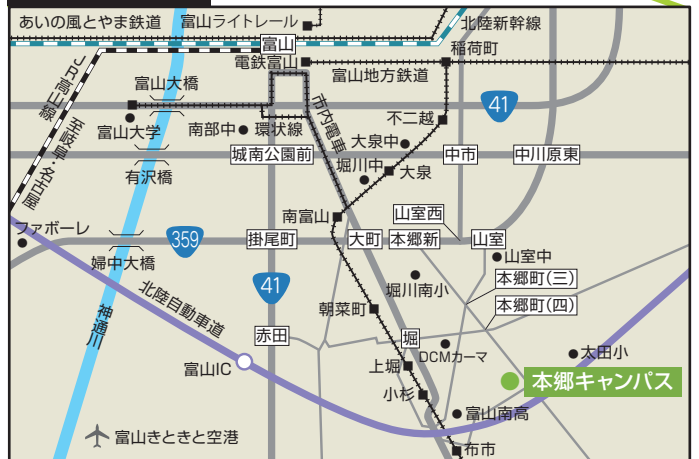 あいの風とやま鉄道
富山ライトレール
北陸新幹線
富山
稲荷町
電鉄富山
富山地方鉄道
JR高山線
至岐阜・名古屋
富山大橋
41
市内電車
不二越
富山大学
南部中
環状線
大泉中
城南公園前
堀川中
大泉
中市
中川原東
有沢橋
南富山
山室西
ファボーレ
359
掛尾町
大町
本郷新
山室
婦中大橋
山室中
41
堀川南小
本郷町(三)
北陸自動車道
神通川
朝菜町
本郷町(四)
赤田
堀
DCMカーマ
太田小
富山IC
上堀
本郷キャンパス
小杉
富山南高
富山きときと空港
布市